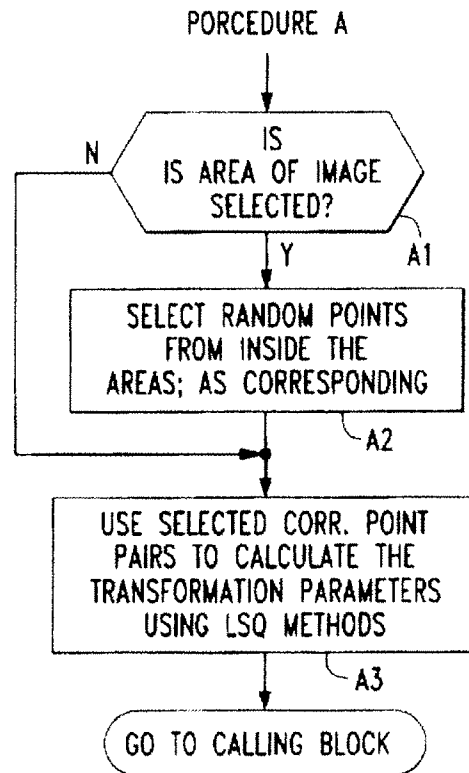 PORCEDURE A
IS
IS AREA OF IMAGE
SELECTED?
N
A1
Y
SELECT RANDOM POINTS
FROM INSIDE THE
AREAS; AS CORRESPONDING
A2
USE SELECTED CORR. POINT
PAIRS TO CALCULATE THE
TRANSFORMATION PARAMETERS
USING LSQ METHODS
A3
GO TO CALLING BLOCK